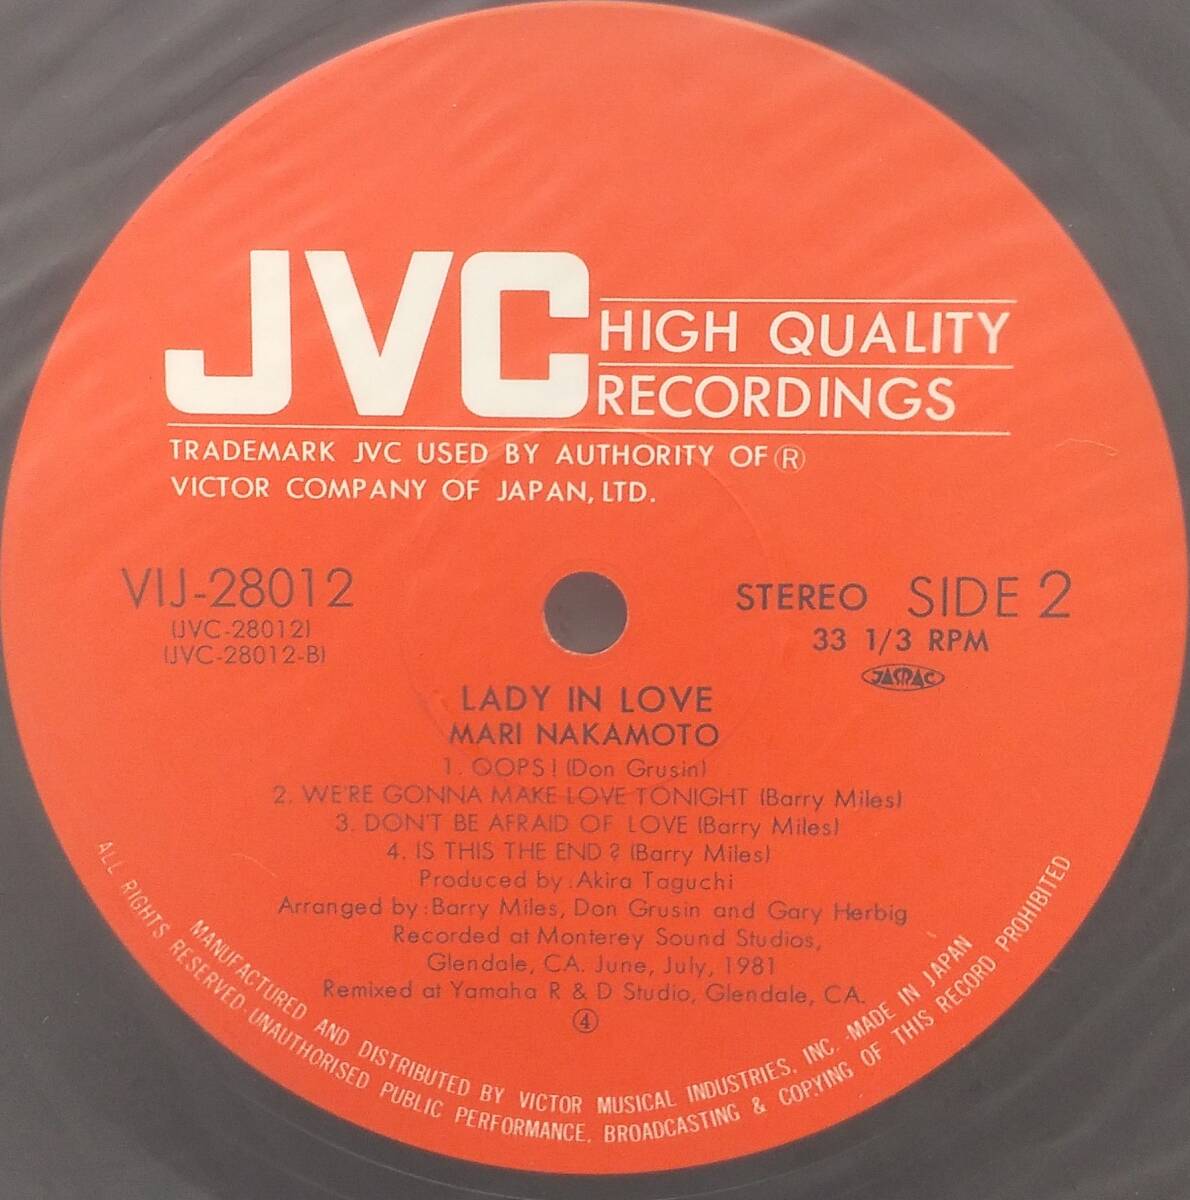 JVC
HIGH QUALITY
RECORDINGS
TRADEMARK JVC USED BY AUTHORITY OF ®
VICTOR COMPANY OF JAPAN, LTD.
VIJ-28012
(JVC-28012)
(JVC-28012-B)
STEREO SIDE 2
33 1/3 RPM
JASRAC
LADY IN LOVE
MARI NAKAMOTO
1. OOPS! (Don Grusin)
2. WE'RE GONNA MAKE LOVE TONIGHT (Barry Miles)
3. DON'T BE AFRAID OF LOVE (Barry Miles)
4. IS THIS THE END? (Barry Miles)
Produced by: Akira Taguchi
Arranged by: Barry Miles, Don Grusin and Gary Herbig
Recorded at Monterey Sound Studios,
Glendale, CA. June, July, 1981
Remixed at Yamaha R & D Studio, Glendale, CA.
④
MANUFACTURED AND DISTRIBUTED BY VICTOR MUSICAL INDUSTRIES, INC. ·MADE IN JAPAN
ALL RIGHTS RESERVED·UNAUTHORISED PUBLIC PERFORMANCE, BROADCASTING & COPYING OF THIS RECORD PROHIBITED